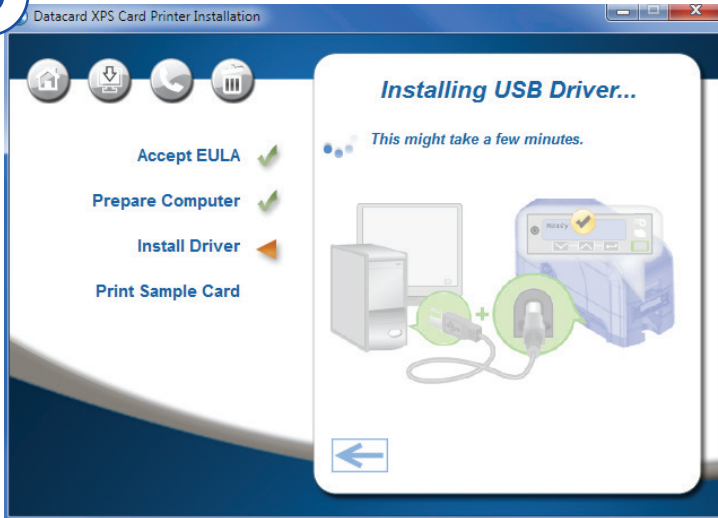 Datacard XPS Card Printer Installation
Installing USB Driver...
This might take a few minutes.
Accept EULA
Prepare Computer
Install Driver
Print Sample Card
Ready